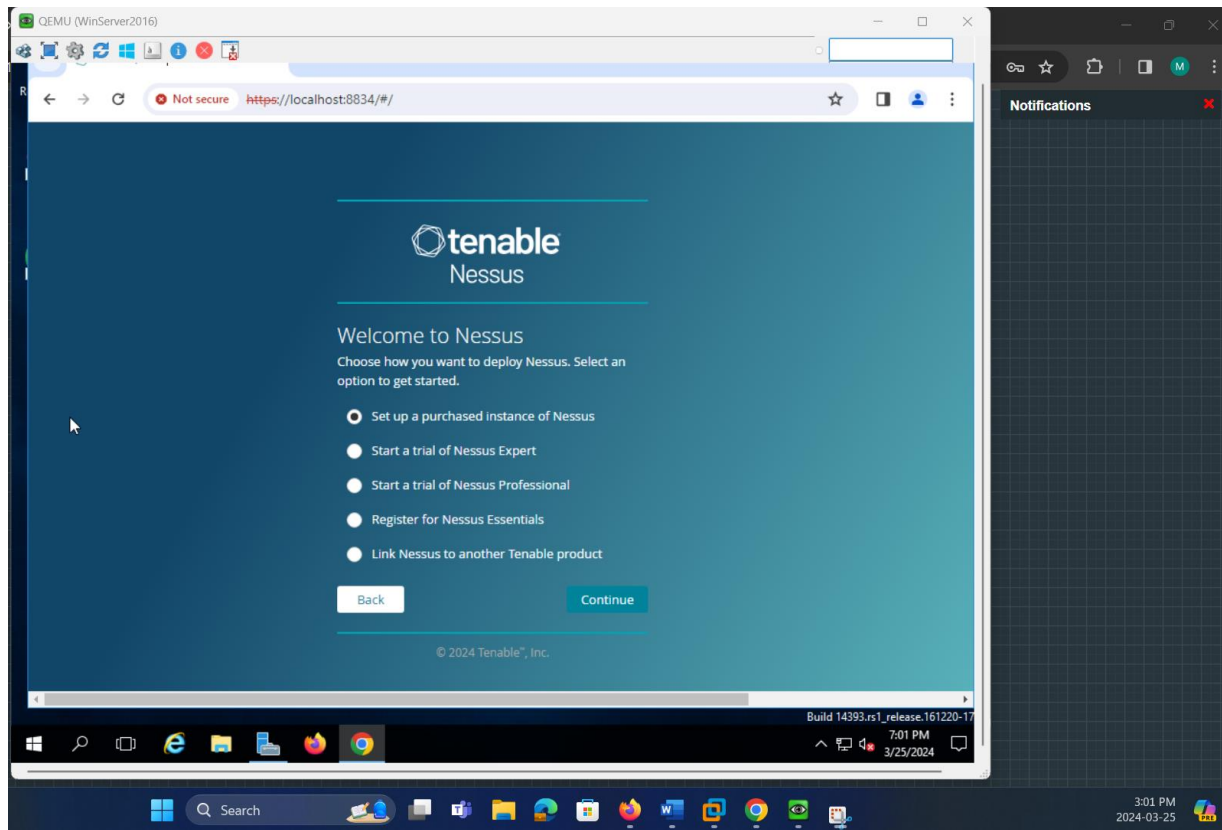 QEMU (WinServer2016)
Not secure https://localhost:8834/#/
Notifications
tenable
Nessus
Welcome to Nessus
Choose how you want to deploy Nessus. Select an
option to get started.
Set up a purchased instance of Nessus
Start a trial of Nessus Expert
Start a trial of Nessus Professional
Register for Nessus Essentials
Link Nessus to another Tenable product
Back Continue
© 2024 Tenable™, Inc.
Build 14393.rs1_release.161220-17
7:01 PM
3/25/2024
Search
3:01 PM
2024-03-25